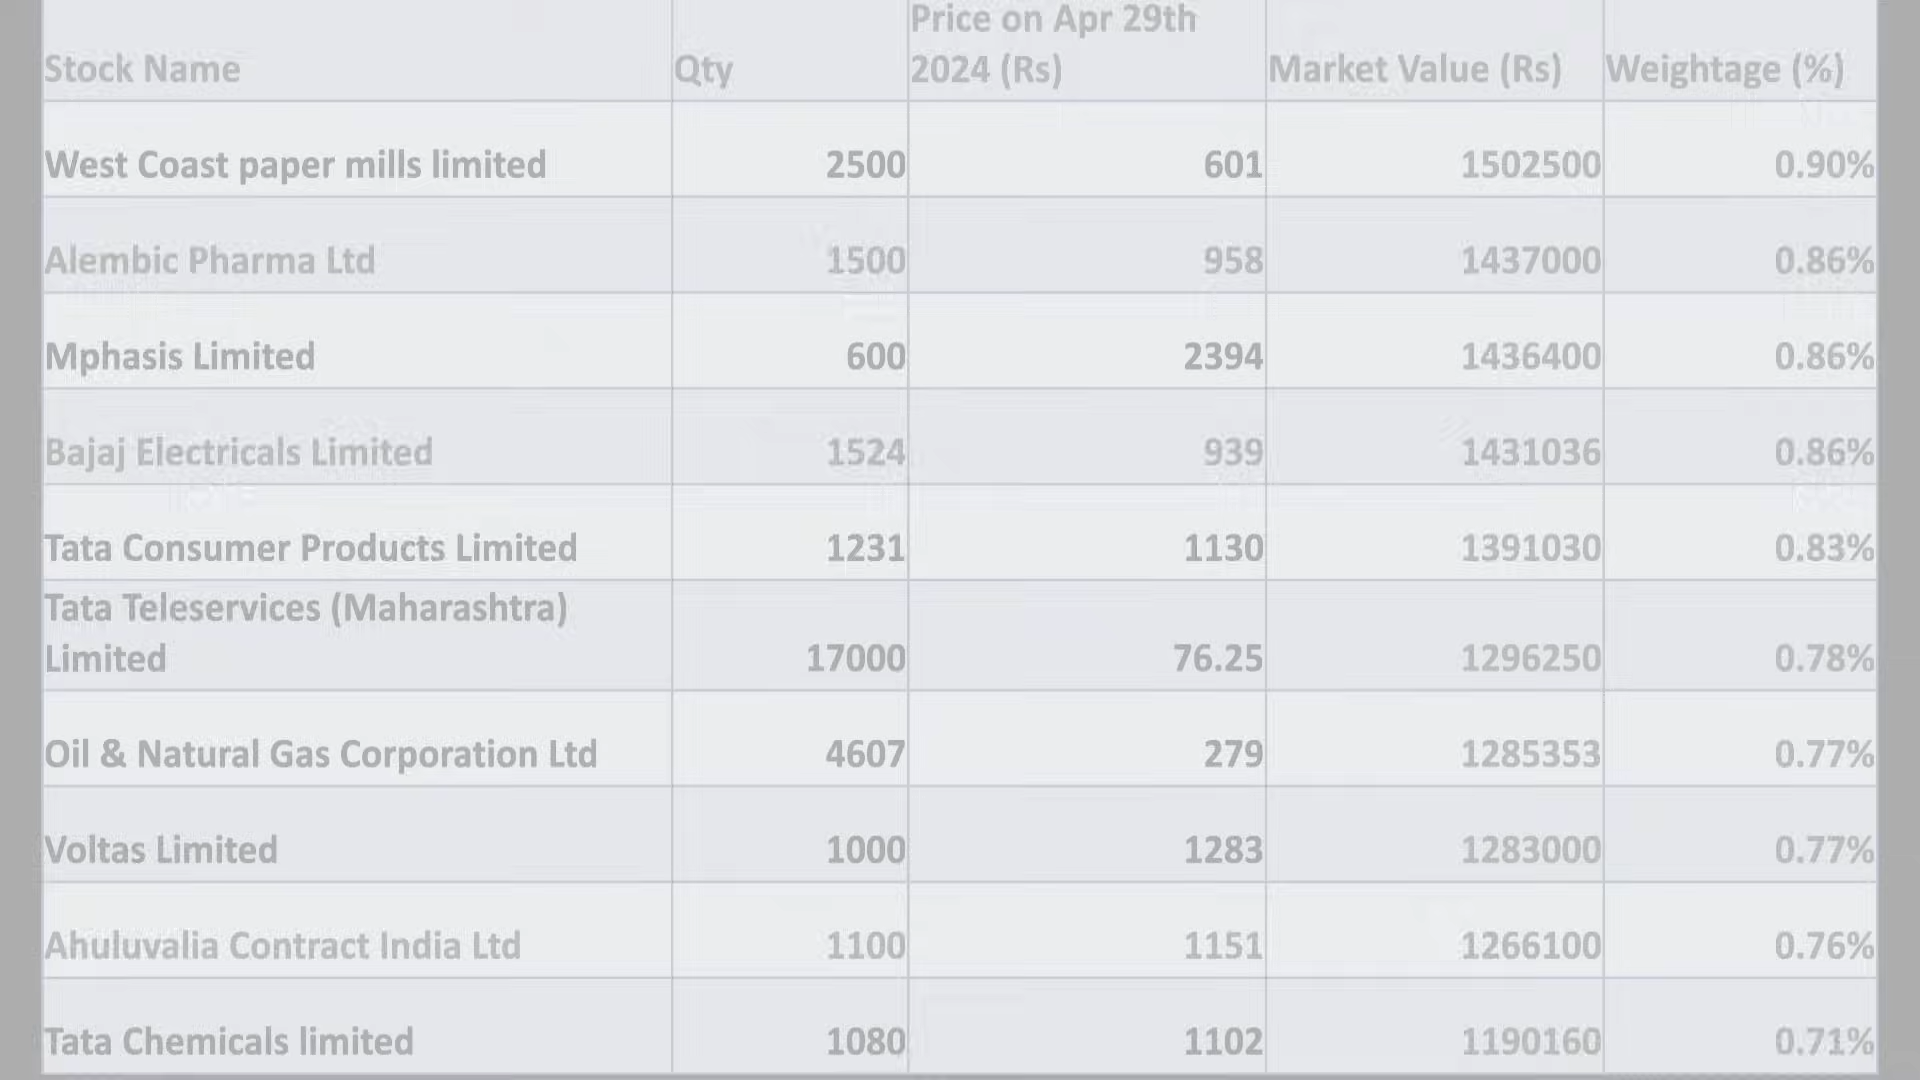 Stock Name Qty Price on Apr 29th 2024 (Rs) Market Value (Rs) Weightage (%)
West Coast paper mills limited 2500 601 1502500 0.90%
Alembic Pharma Ltd 1500 958 1437000 0.86%
Mphasis Limited 600 2394 1436400 0.86%
Bajaj Electricals Limited 1524 939 1431036 0.86%
Tata Consumer Products Limited 1231 1130 1391030 0.83%
Tata Teleservices (Maharashtra)
Limited 17000 76.25 1296250 0.78%
Oil & Natural Gas Corporation Ltd 4607 279 1285353 0.77%
Voltas Limited 1000 1283 1283000 0.77%
Ahuluvalia Contract India Ltd 1100 1151 1266100 0.76%
Tata Chemicals limited 1080 1102 1190160 0.71%